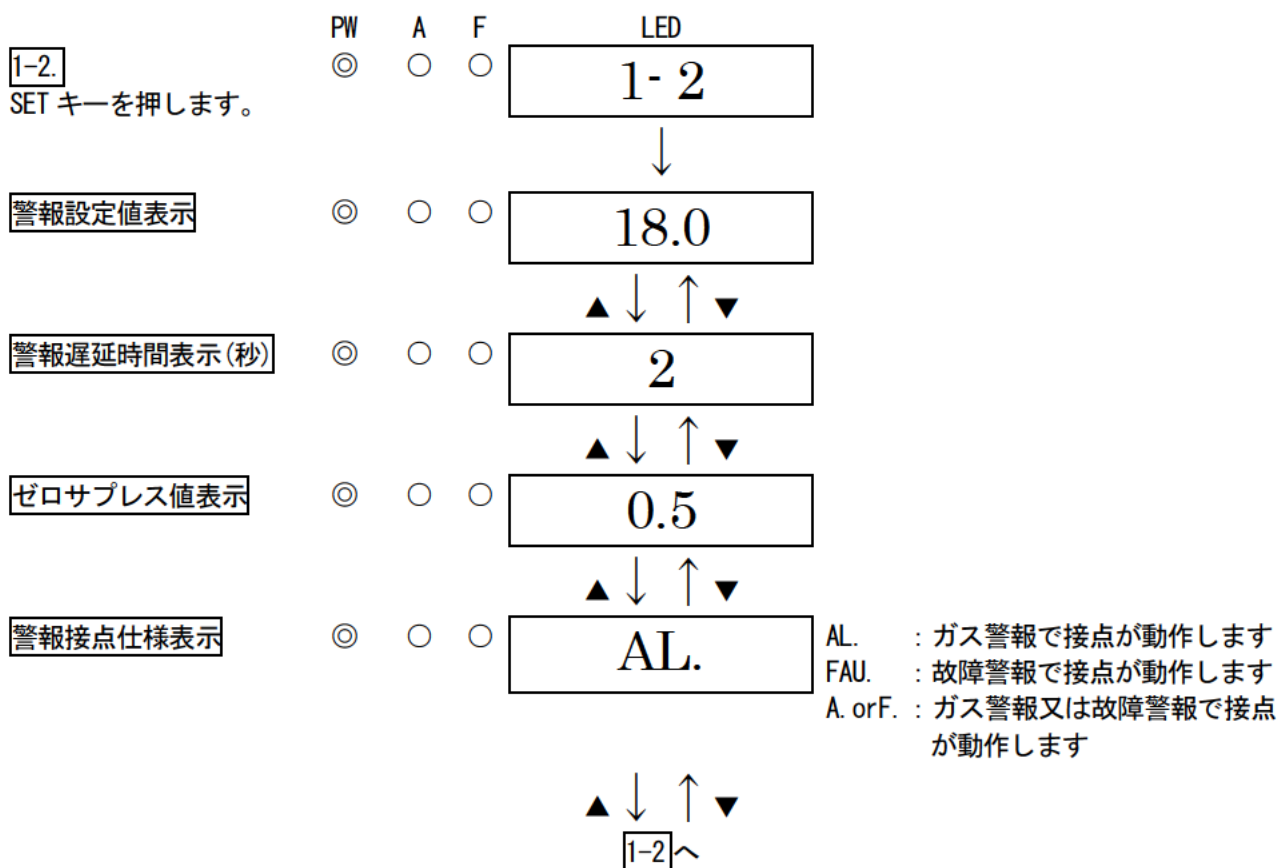 PW A F LED
1-2. ◎ ○ ○ 1- 2
SET キーを押します。
↓
警報設定値表示 ◎ ○ ○ 18.0
▲ ↓ ↑ ▼
警報遅延時間表示(秒) ◎ ○ ○ 2
▲ ↓ ↑ ▼
ゼロサプレス値表示 ◎ ○ ○ 0.5
▲ ↓ ↑ ▼
警報接点仕様表示 ◎ ○ ○ AL.
AL. : ガス警報で接点が動作します
FAU. : 故障警報で接点が動作します
A.orF. : ガス警報又は故障警報で接点
が動作します
▲ ↓ ↑ ▼
1-2へ